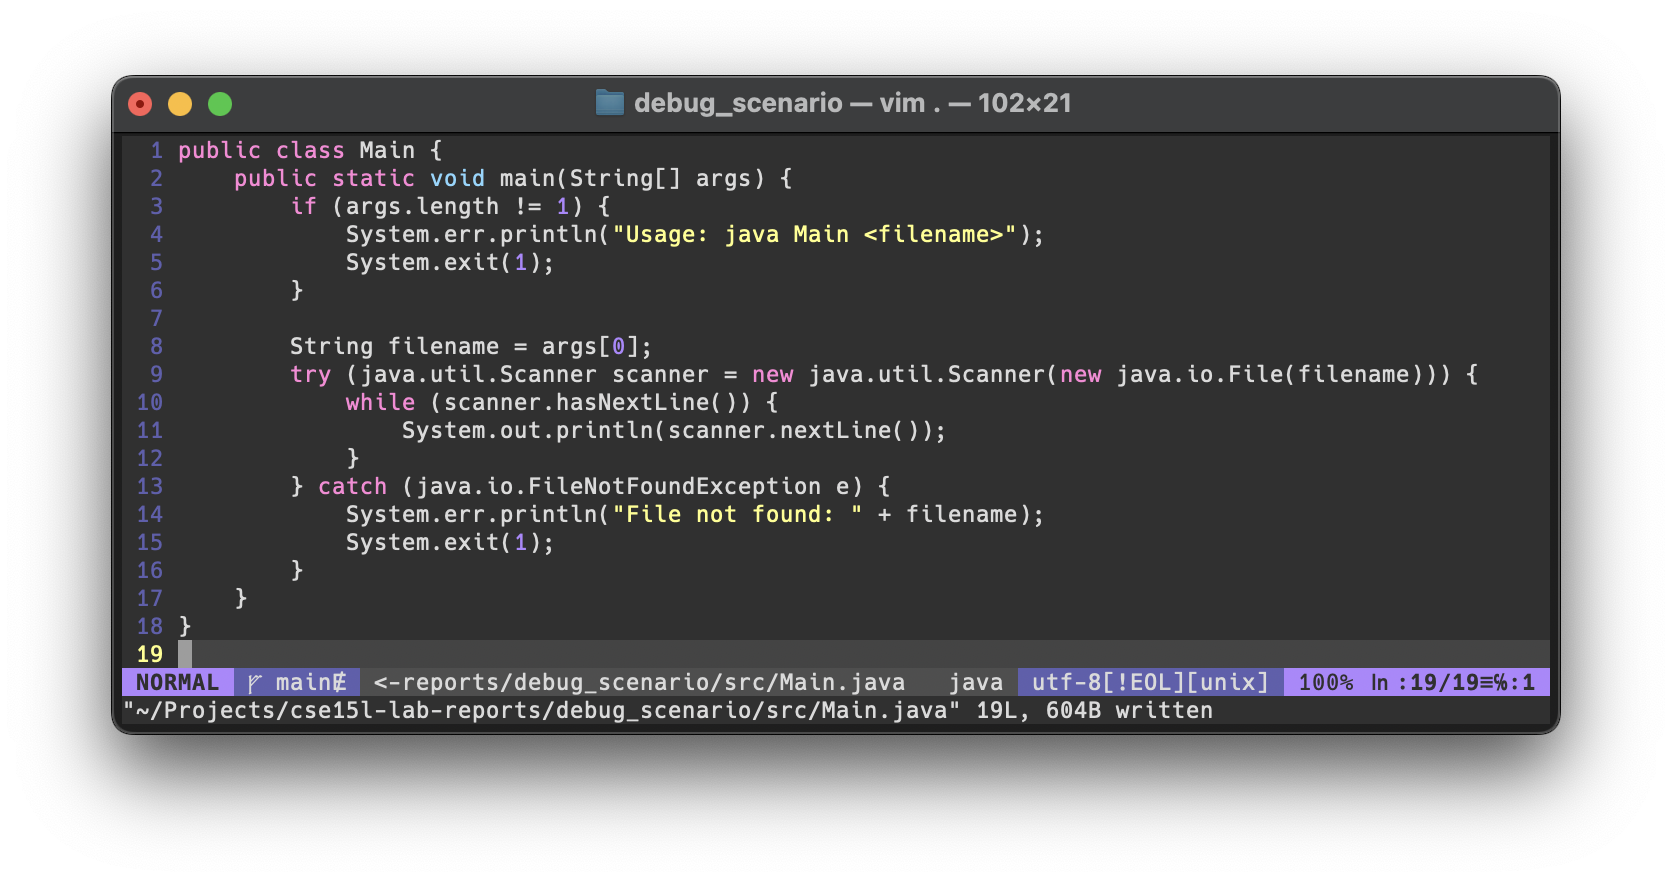 debug_scenario — vim . — 102×21
1 public class Main {
2     public static void main(String[] args) {
3         if (args.length != 1) {
4             System.err.println("Usage: java Main <filename>");
5             System.exit(1);
6         }
7
8         String filename = args[0];
9         try (java.util.Scanner scanner = new java.util.Scanner(new java.io.File(filename))) {
10             while (scanner.hasNextLine()) {
11                 System.out.println(scanner.nextLine());
12             }
13         } catch (java.io.FileNotFoundException e) {
14             System.err.println("File not found: " + filename);
15             System.exit(1);
16         }
17     }
18 }
19
NORMAL main <-reports/debug_scenario/src/Main.java java utf-8[!EOL][unix] 100% ln :19/19≡℅:1
"~/Projects/cse15l-lab-reports/debug_scenario/src/Main.java" 19L, 604B written